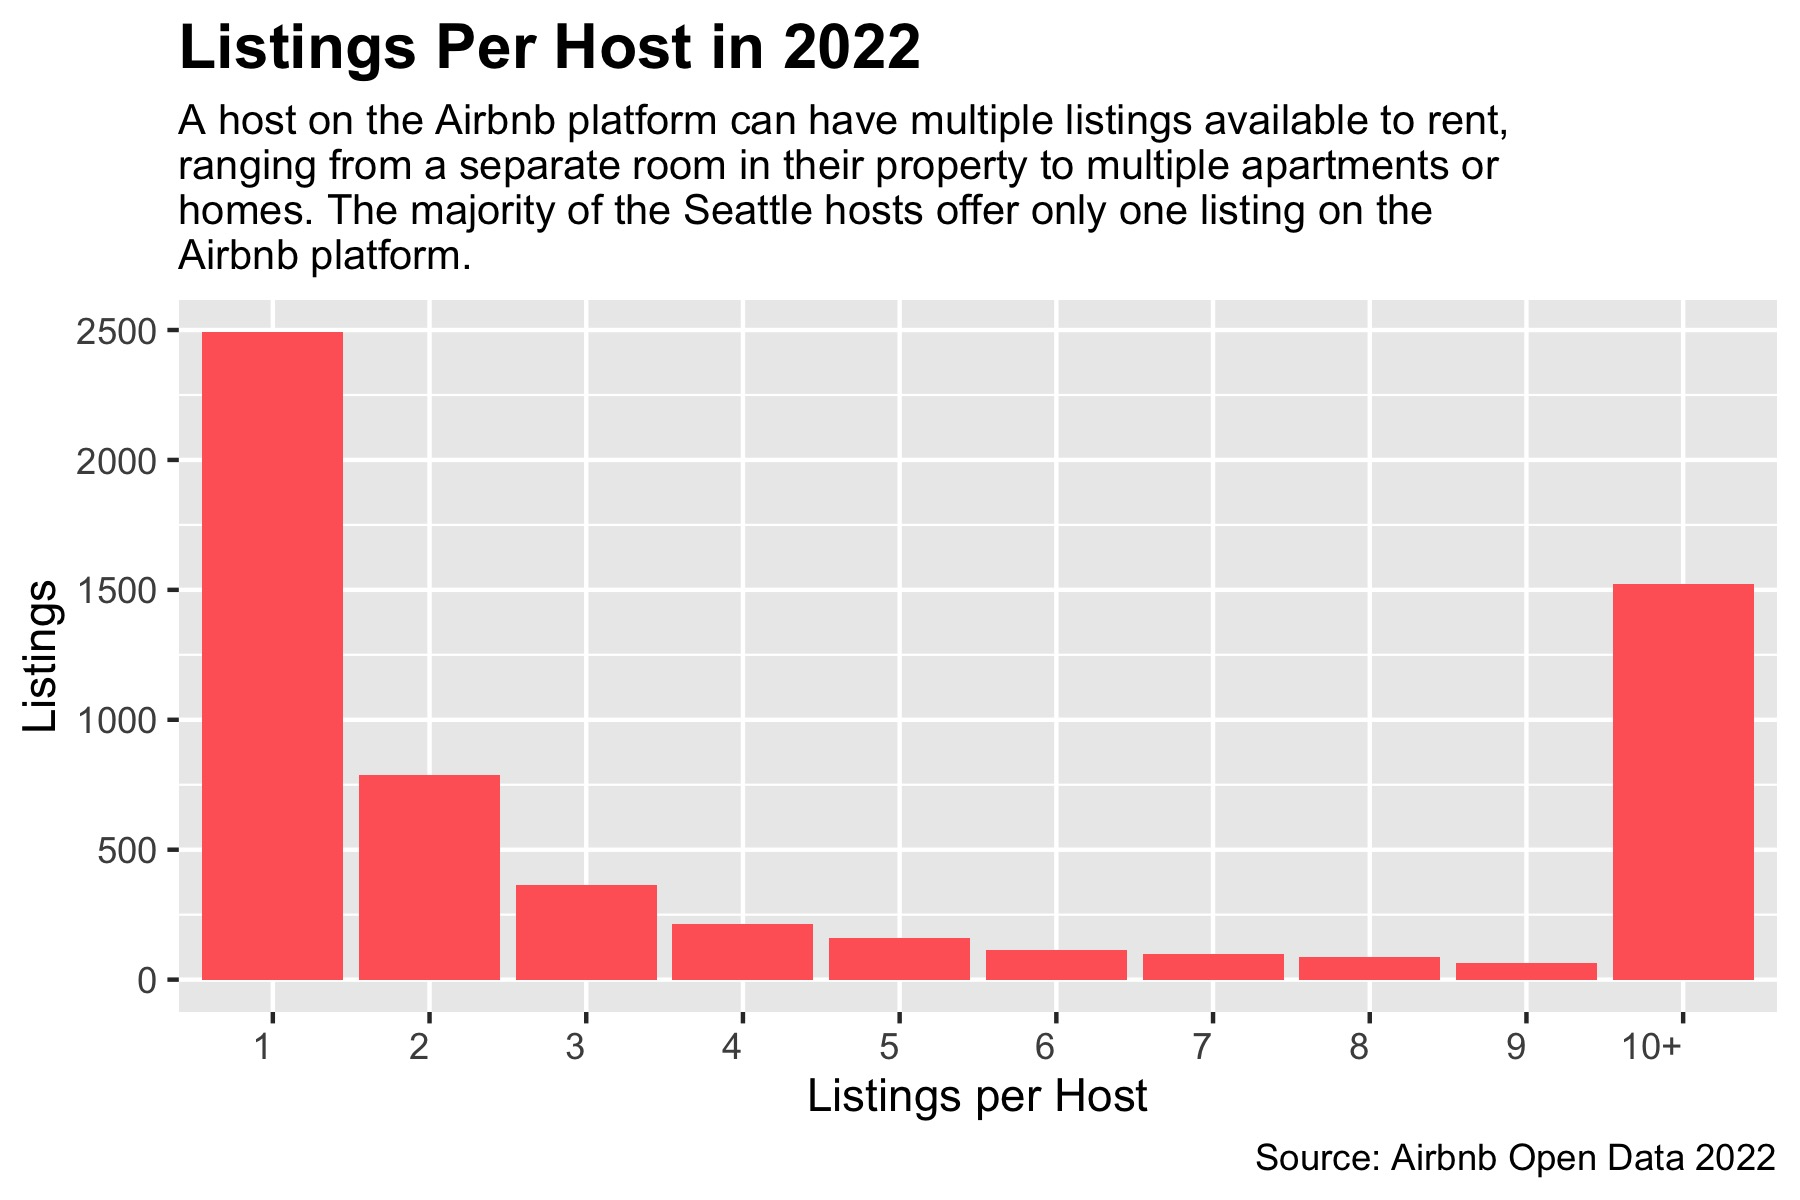 Listings Per Host in 2022
A host on the Airbnb platform can have multiple listings available to rent,
ranging from a separate room in their property to multiple apartments or
homes. The majority of the Seattle hosts offer only one listing on the
Airbnb platform.
Listings
2500
2000
1500
1000
500
0
1 2 3 4 5 6 7 8 9 10+
Listings per Host
Source: Airbnb Open Data 2022